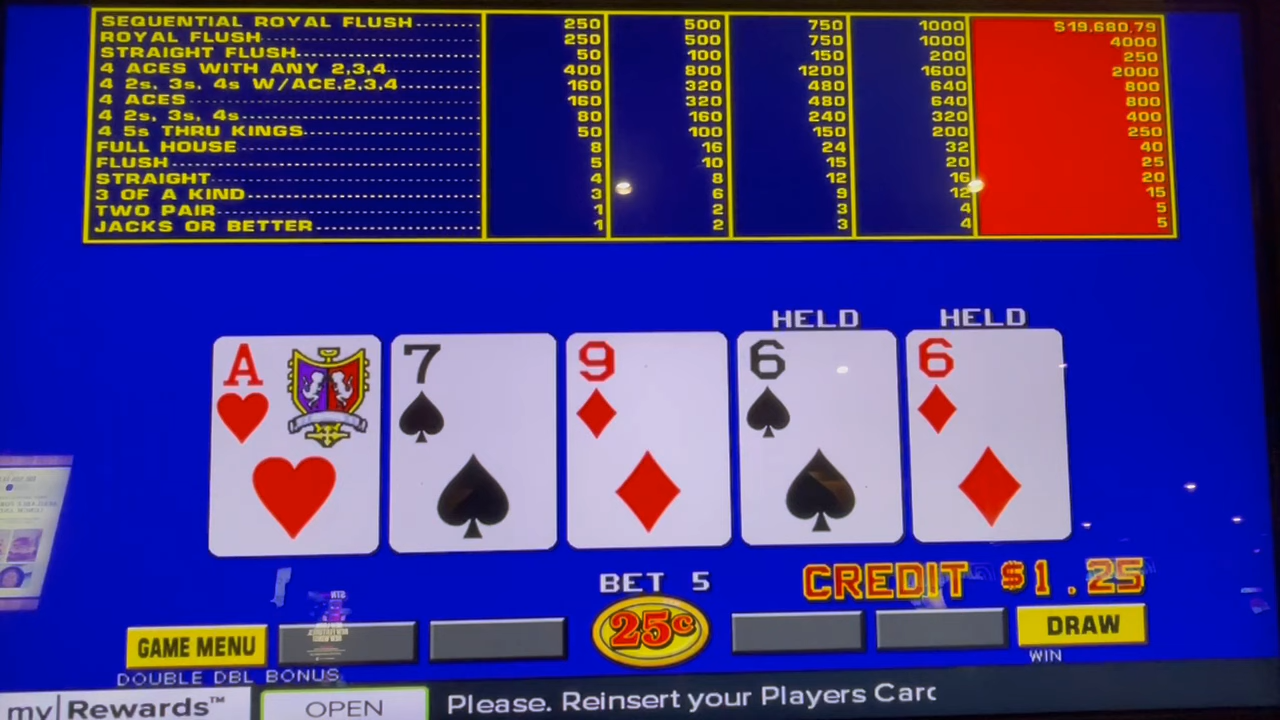 SEQUENTIAL ROYAL FLUSH 250 500 750 1000 $19,680.79
ROYAL FLUSH 250 500 750 1000 4000
STRAIGHT FLUSH 50 100 150 200 250
4 ACES WITH ANY 2,3,4 400 800 1200 1600 2000
4 2s, 3s, 4s W/ACE,2,3,4 160 320 480 640 800
4 ACES 160 320 480 640 800
4 2s, 3s, 4s 80 160 240 320 400
4 5s THRU KINGS 50 100 150 200 250
FULL HOUSE 8 16 24 32 40
FLUSH 5 10 15 20 25
STRAIGHT 4 8 12 16 20
3 OF A KIND 3 6 9 12 15
TWO PAIR 1 2 3 4 5
JACKS OR BETTER 1 2 3 4 5
HELD HELD
A 7 9 6 6
BET 5 CREDIT $1.25
GAME MENU 25¢ DRAW
DOUBLE DBL BONUS WIN
my|Rewards™ OPEN Please. Reinsert your Players Carc